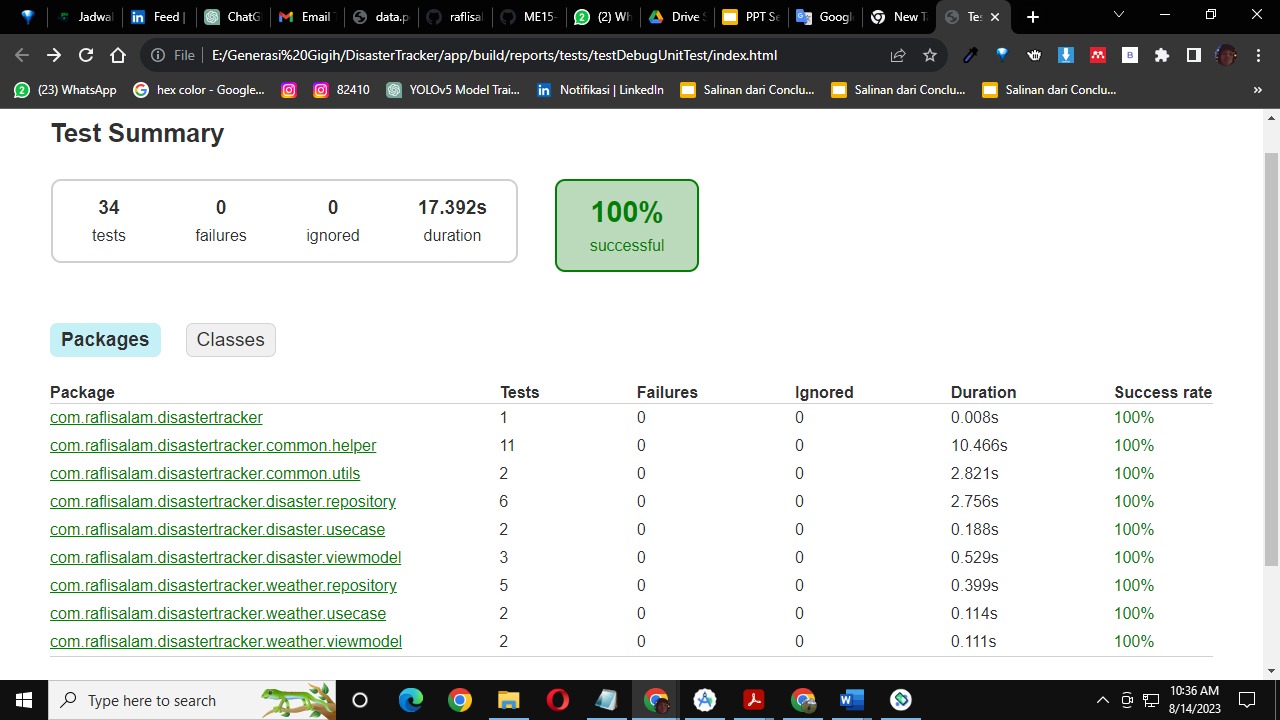 Jadwal
Feed |
ChatG
Email
data.p
raflisal
ME15-
(2) Wh
Drive
PPT Se
Googl
New T
Tes
File
E:/Generasi%20Gigih/DisasterTracker/app/build/reports/tests/testDebugUnitTest/index.html
(23) WhatsApp
hex color - Google...
82410
YOLOv5 Model Trai...
Notifikasi | LinkedIn
Salinan dari Conclu...
Salinan dari Conclu...
Salinan dari Conclu...
Test Summary
34 0 0 17.392s
tests failures ignored duration
100%
successful
Packages Classes
Package Tests Failures Ignored Duration Success rate
com.raflisalam.disastertracker 1 0 0 0.008s 100%
com.raflisalam.disastertracker.common.helper 11 0 0 10.466s 100%
com.raflisalam.disastertracker.common.utils 2 0 0 2.821s 100%
com.raflisalam.disastertracker.disaster.repository 6 0 0 2.756s 100%
com.raflisalam.disastertracker.disaster.usecase 2 0 0 0.188s 100%
com.raflisalam.disastertracker.disaster.viewmodel 3 0 0 0.529s 100%
com.raflisalam.disastertracker.weather.repository 5 0 0 0.399s 100%
com.raflisalam.disastertracker.weather.usecase 2 0 0 0.114s 100%
com.raflisalam.disastertracker.weather.viewmodel 2 0 0 0.111s 100%
Type here to search
10:36 AM
8/14/2023